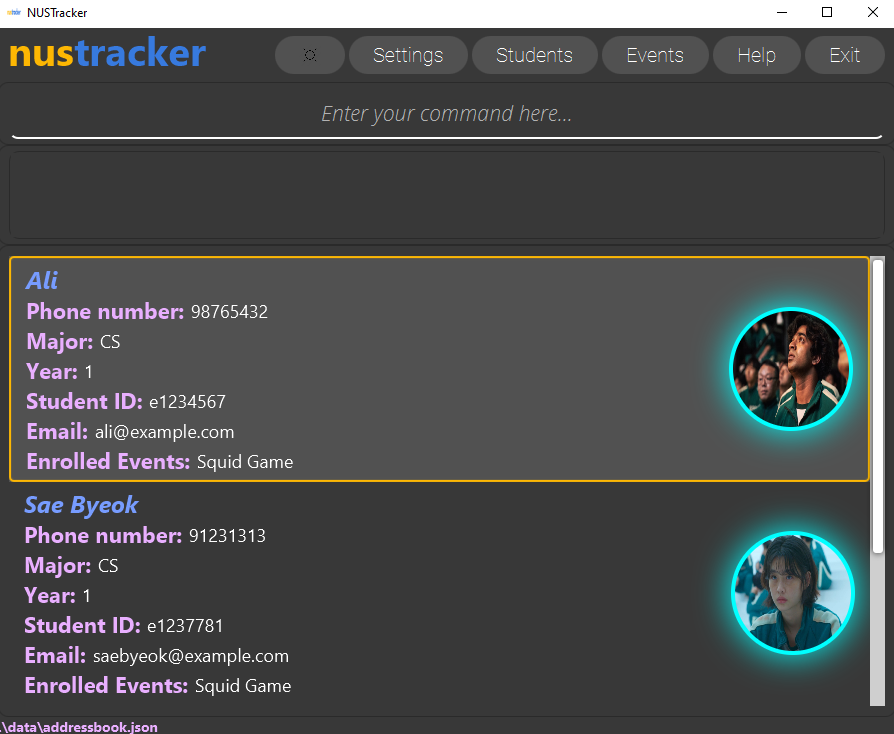 NUSTracker
nustracker
Settings Students Events Help Exit
Enter your command here...
Ali
Phone number: 98765432
Major: CS
Year: 1
Student ID: e1234567
Email: ali@example.com
Enrolled Events: Squid Game
Sae Byeok
Phone number: 91231313
Major: CS
Year: 1
Student ID: e1237781
Email: saebyeok@example.com
Enrolled Events: Squid Game
.\data\addressbook.json